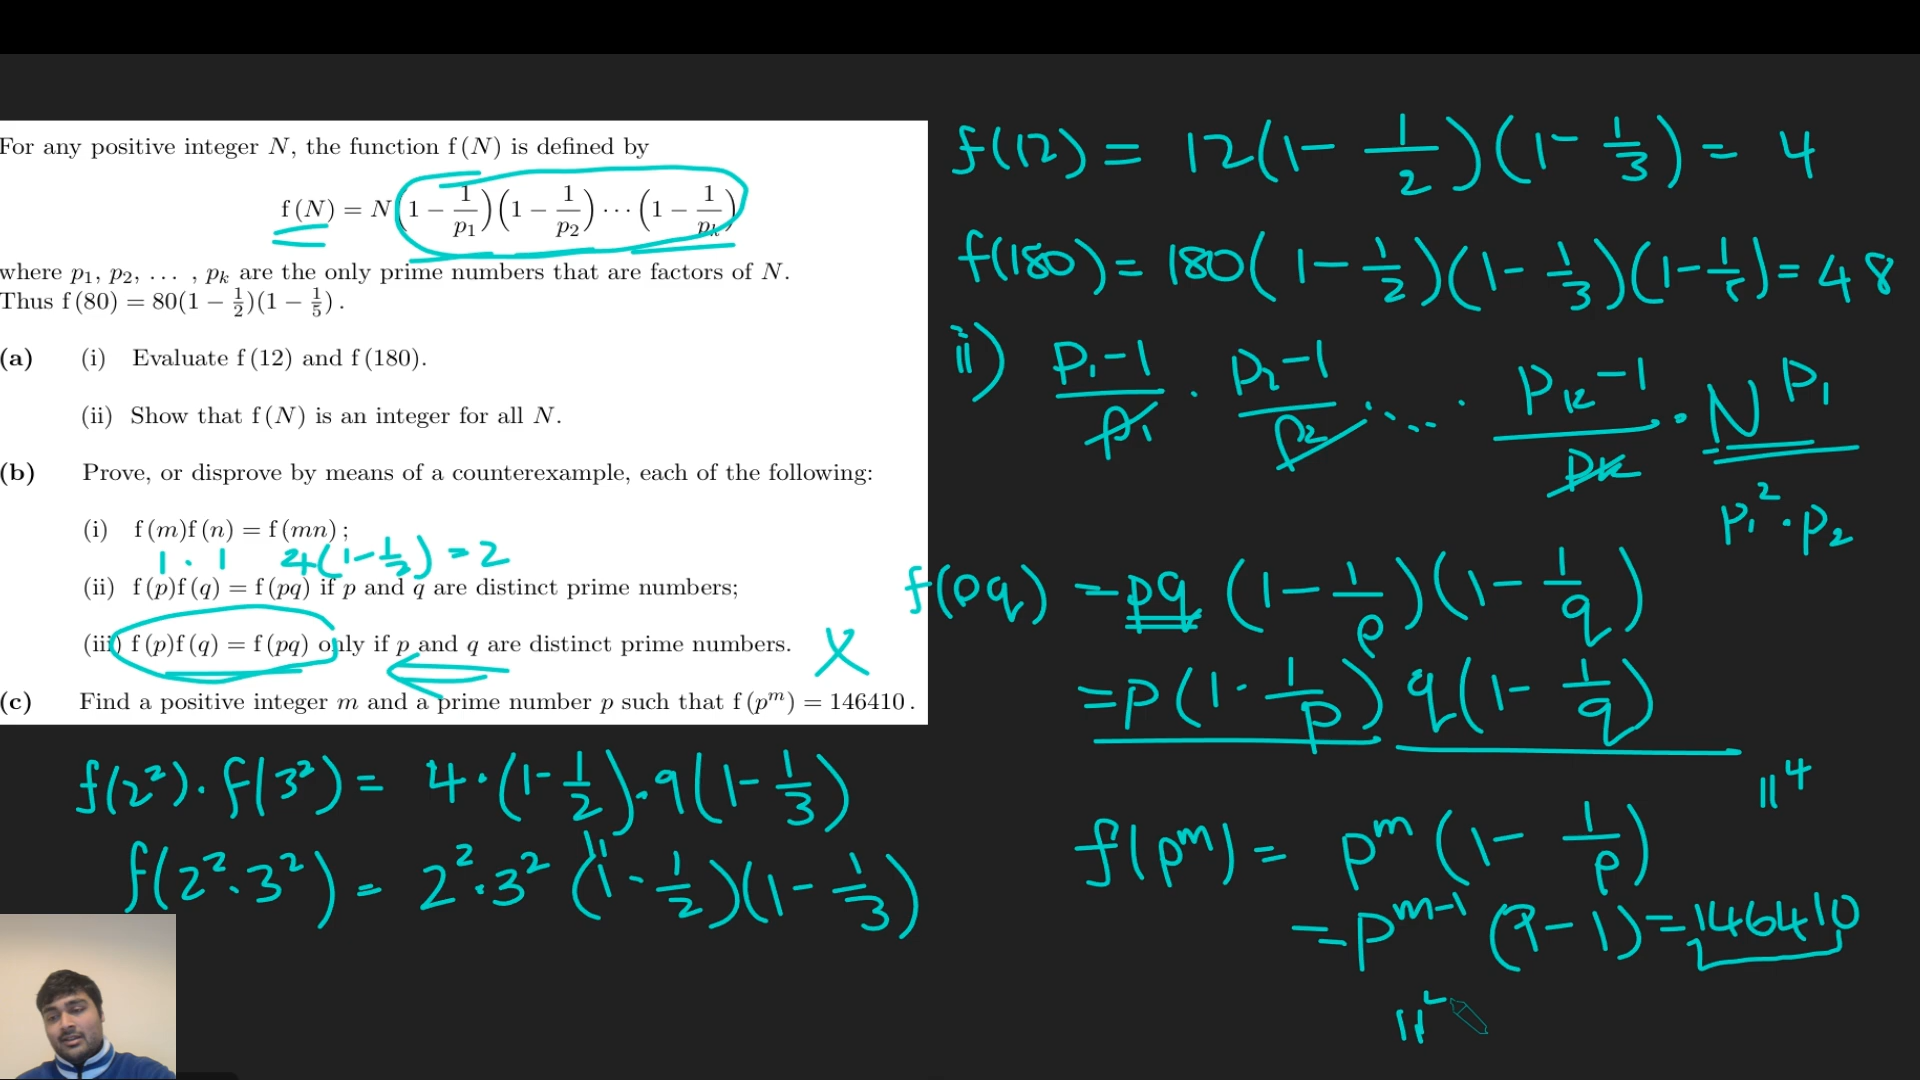 For any positive integer N, the function f(N) is defined by
f(N) = N(1 − 1/p₁)(1 − 1/p₂) ··· (1 − 1/pₖ)
where p₁, p₂, ... , pₖ are the only prime numbers that are factors of N.
Thus f(80) = 80(1 − 1/2)(1 − 1/5).
(a) (i) Evaluate f(12) and f(180).
(ii) Show that f(N) is an integer for all N.
(b) Prove, or disprove by means of a counterexample, each of the following:
(i) f(m)f(n) = f(mn);
1 · 1 4(1-1/2) = 2
(ii) f(p)f(q) = f(pq) if p and q are distinct prime numbers;
(iii) f(p)f(q) = f(pq) only if p and q are distinct prime numbers. X
(c) Find a positive integer m and a prime number p such that f(pᵐ) = 146410.
f(2²)·f(3²) = 4·(1-1/2)·9(1-1/3)
f(2²·3²) = 2²·3² (1-1/2)(1-1/3)
f(12) = 12(1-1/2)(1-1/3) = 4
f(180) = 180(1-1/2)(1-1/3)(1-1/5) = 48
ii) p₁-1/p₁ · p₂-1/p₂ ... · pₖ-1/pₖ · N p₁
p₁²·p₂
f(pq) = pq (1-1/p)(1-1/q)
= p(1-1/p) q(1-1/q)
11⁴
f(pᵐ) = pᵐ(1-1/p)
= pᵐ⁻¹ (p-1) = 146410